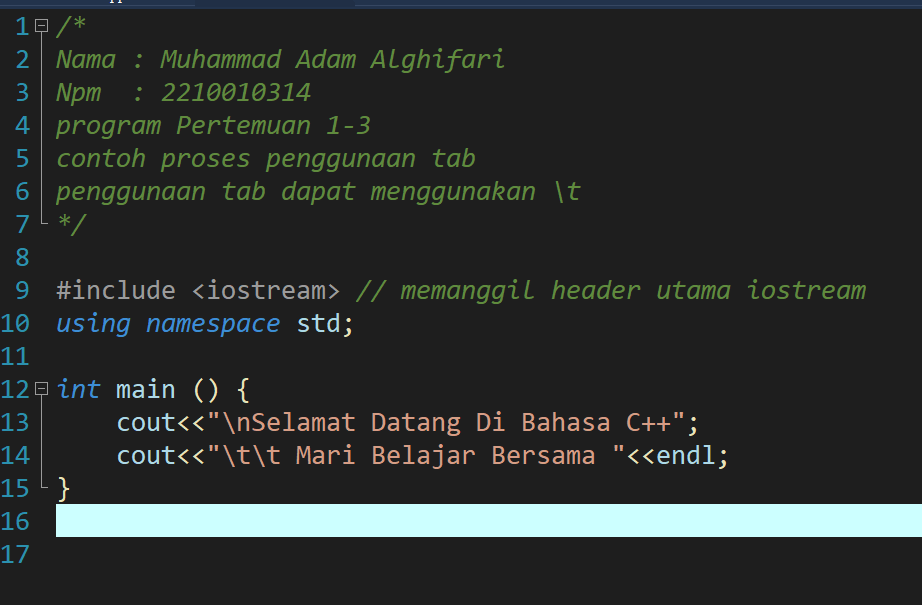 1 /*
2 Nama : Muhammad Adam Alghifari
3 Npm  : 2210010314
4 program Pertemuan 1-3
5 contoh proses penggunaan tab
6 penggunaan tab dapat menggunakan \t
7 */
8
9 #include <iostream> // memanggil header utama iostream
10 using namespace std;
11
12 int main () {
13     cout<<"\nSelamat Datang Di Bahasa C++";
14     cout<<"\t\t Mari Belajar Bersama "<<endl;
15 }
16
17